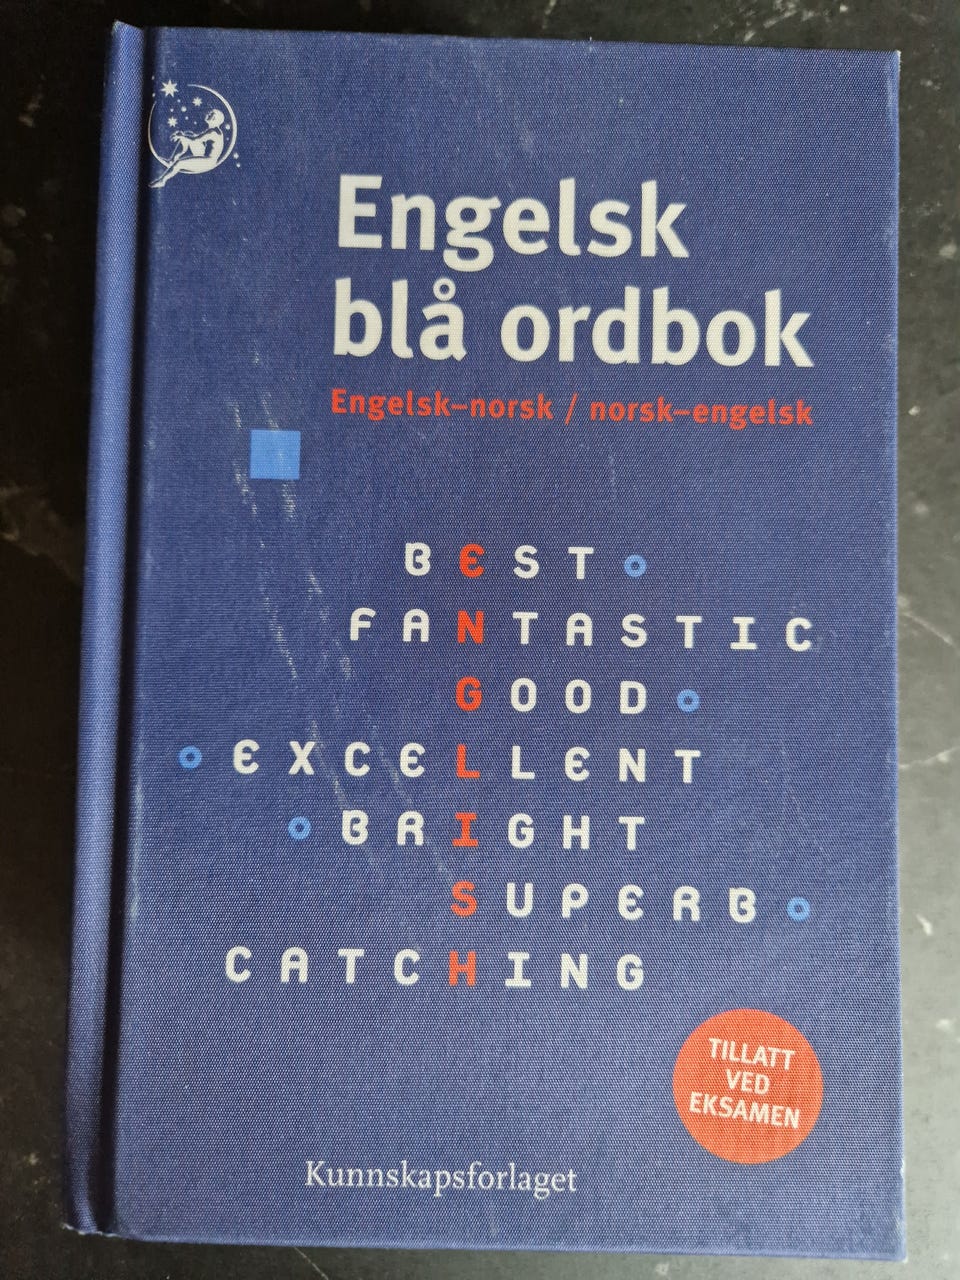 Engelsk
blå ordbok
Engelsk–norsk / norsk–engelsk
BEST
FANTASTIC
GOOD
EXCELLENT
BRIGHT
SUPERB
CATCHING
TILLATT
VED
EKSAMEN
Kunnskapsforlaget